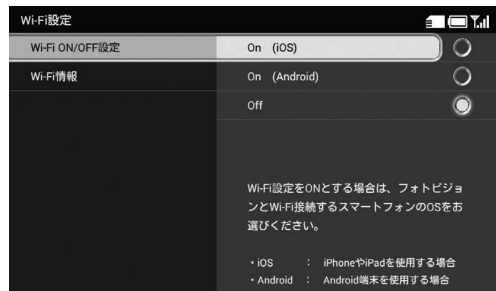 Wi-Fi設定
Wi-Fi ON/OFF設定
On (iOS)
Wi-Fi情報
On (Android)
Off
Wi-Fi設定をONとする場合は、フォトビジョ
ンとWi-Fi接続するスマートフォンのOSをお
選びください。
・iOS : iPhoneやiPadを使用する場合
・Android : Android端末を使用する場合